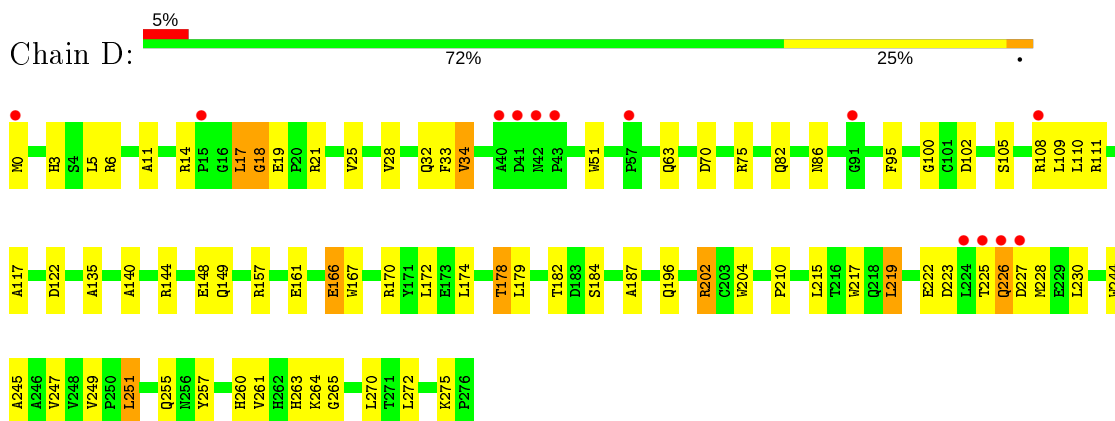 5%
Chain D:
72% 25% •
M0 H3 S4 L5 R6 A11 R14 P15 G16 L17 G18 E19 P20 R21 V25 V28 Q32 F33 V34 A40 D41 N42 P43 W51 P57 Q63 D70 R75 Q82 N86 G91 F95 G100 C101 D102 S105 R108 L109 L110 R111
A117 D122 A135 A140 R144 E148 Q149 R157 E161 E166 W167 R170 Y171 L172 E173 L174 T178 L179 T182 D183 S184 A187 Q196 R202 C203 W204 P210 L215 T216 W217 Q218 L219 E222 D223 L224 T225 Q226 D227 M228 E229 L230 W244
A245 A246 V247 V248 V249 P250 L251 Q255 N256 Y257 H260 V261 H262 H263 K264 G265 L270 T271 L272 K275 P276